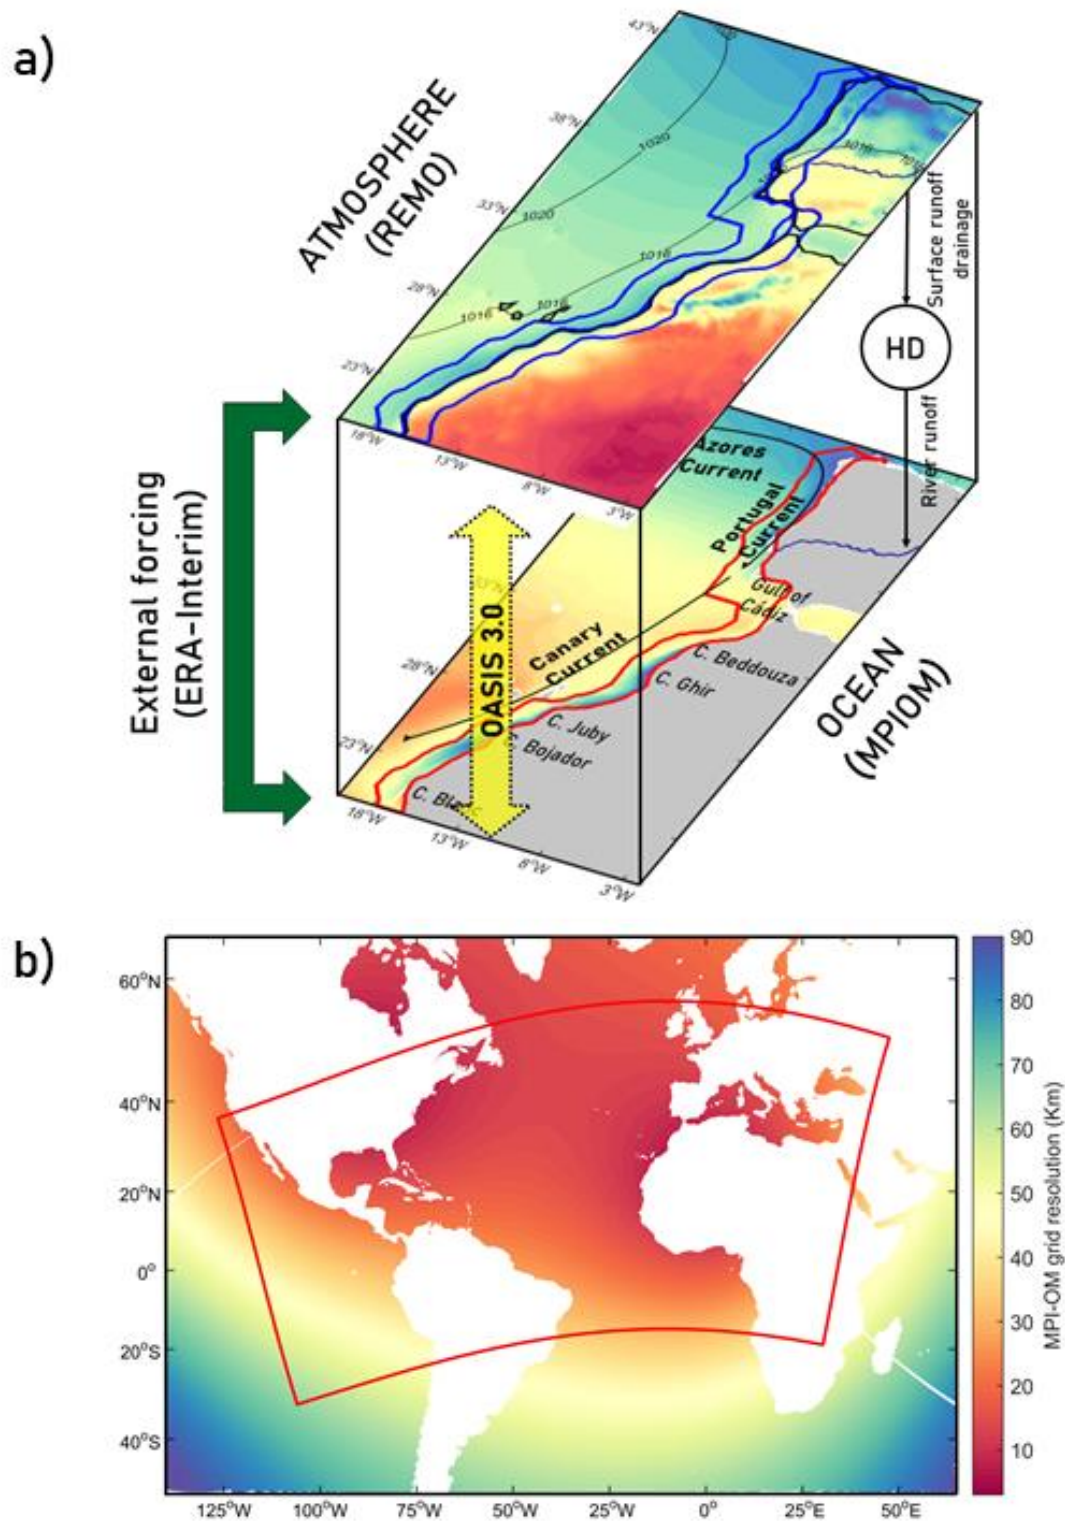 a)
ATMOSPHERE
(REMO)
43°N
38°N
33°N
28°N
23°N
18°W
13°W
8°W
3°W
1020
1020
1016
1016
1016
1016
Surface runoff
drainage
HD
River runoff
External forcing
(ERA-Interim)
OASIS 3.0
Azores
Current
Portugal
Current
Gulf of
Cádiz
Canary
Current
C. Beddouza
C. Ghir
C. Juby
C. Bojador
OCEAN
(MPIOM)
28°N
23°N
18°W
13°W
8°W
3°W
b)
60°N
40°N
20°N
0°
20°S
40°S
125°W
100°W
75°W
50°W
25°W
0°
25°E
50°E
90
80
70
60
50
40
30
20
10
MPI-OM grid resolution (Km)